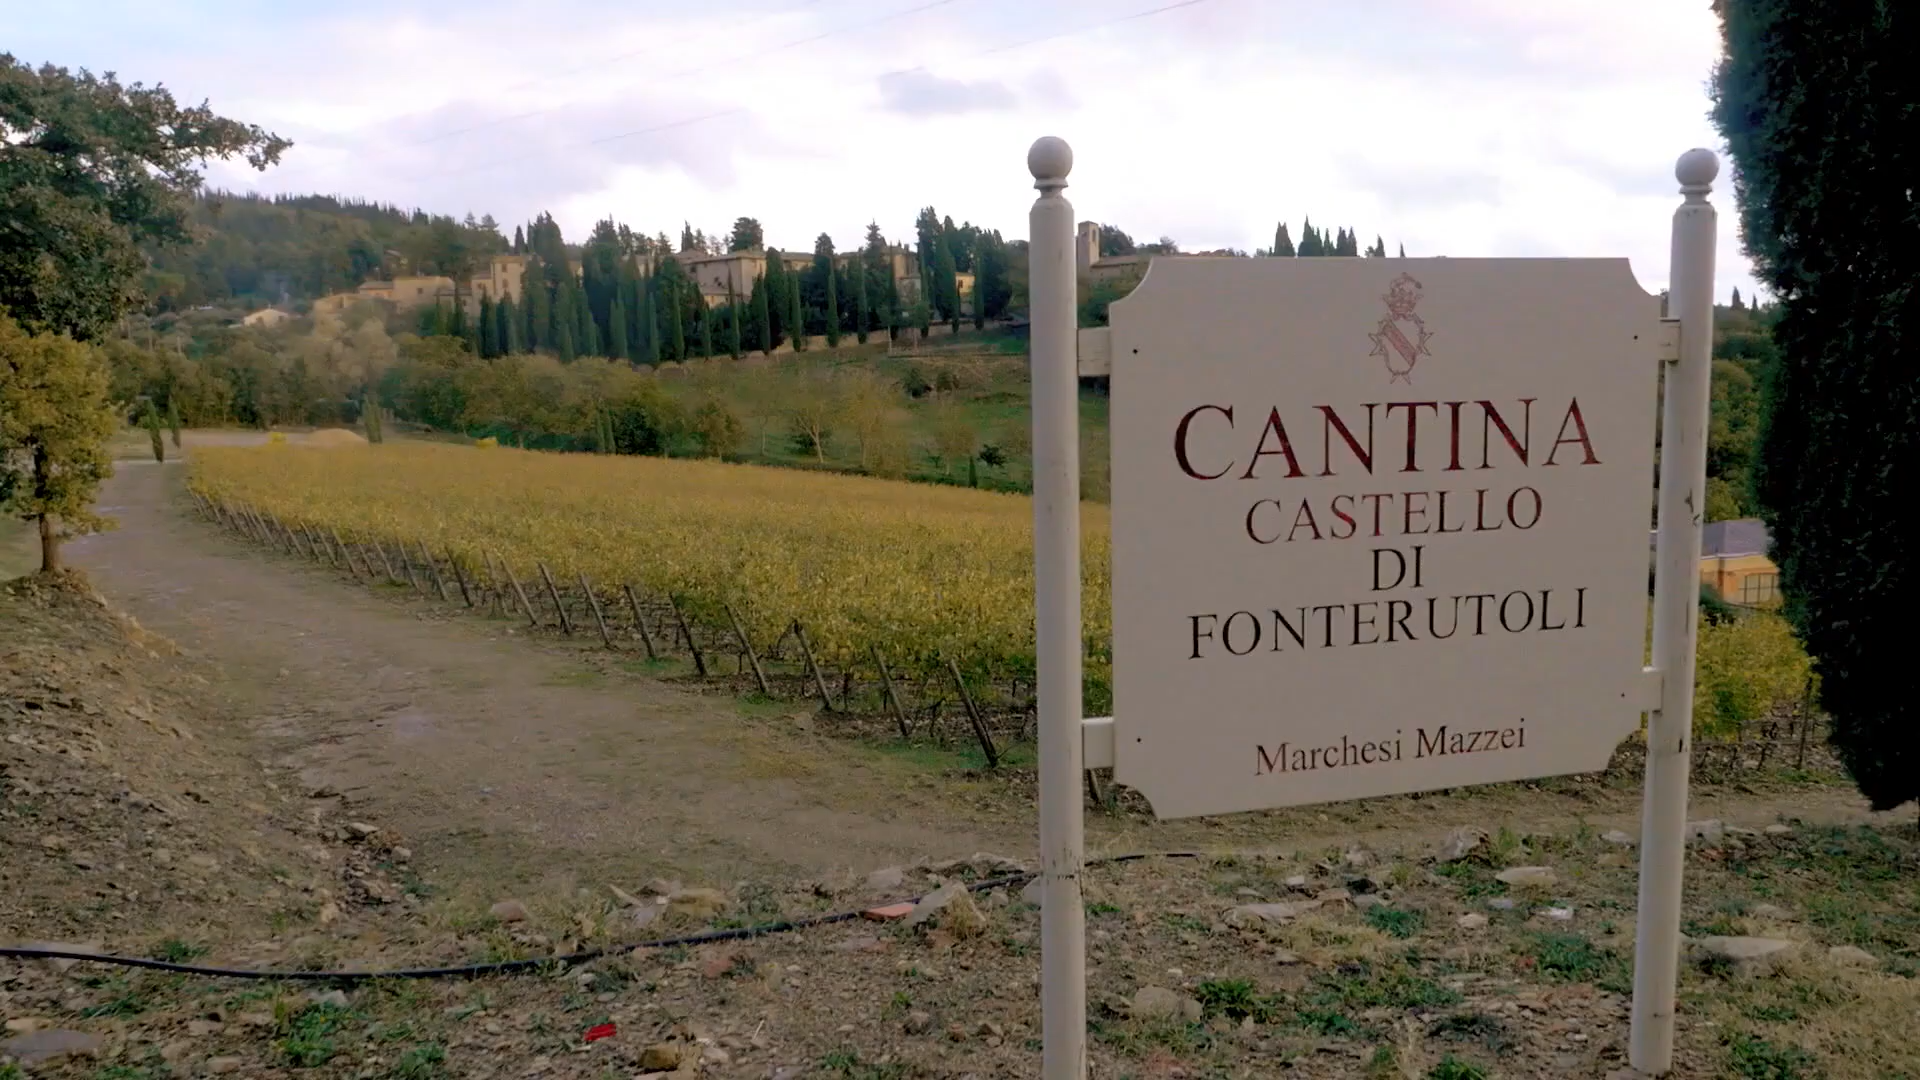 CANTINA
CASTELLO
DI
FONTERUTOLI
Marchesi Mazzei